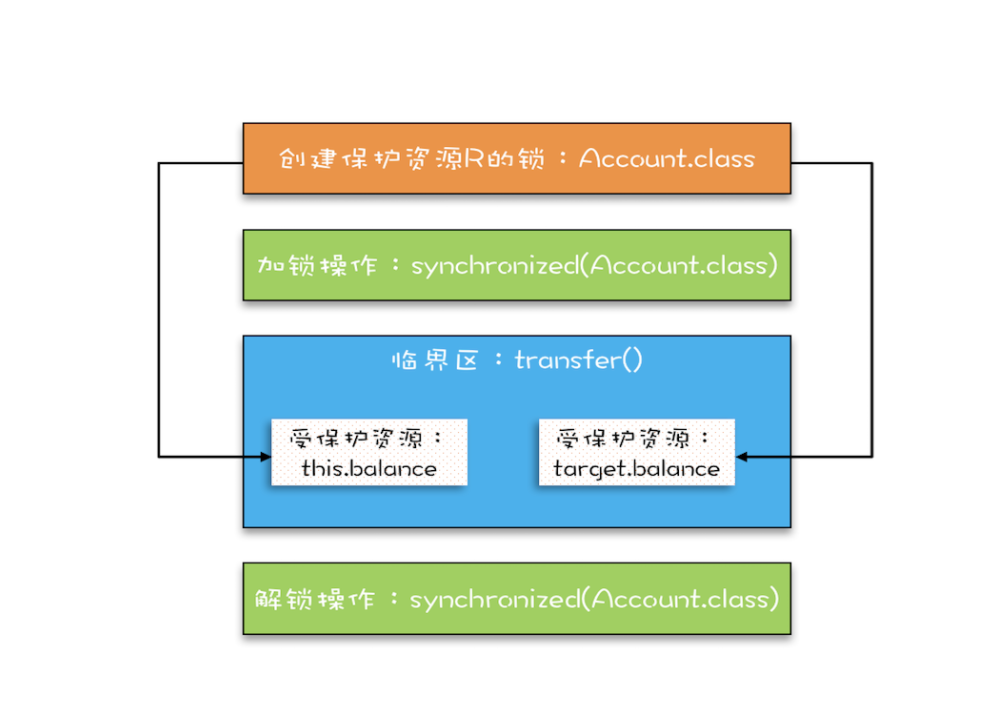 创建保护资源R的锁：Account.class
加锁操作：synchronized(Account.class)
临界区：transfer()
受保护资源：
this.balance
受保护资源：
target.balance
解锁操作：synchronized(Account.class)